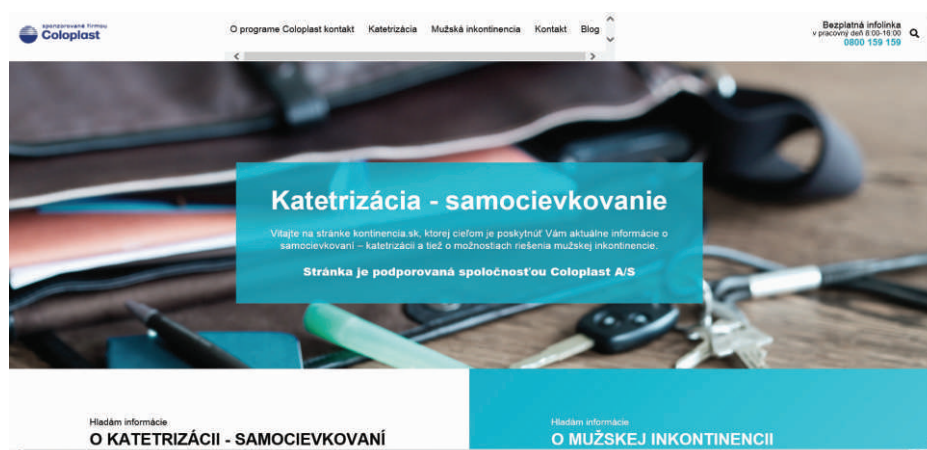 sponzorované firmou
Coloplast
O programe Coloplast kontakt Katetrizácia Mužská inkontinencia Kontakt Blog
Bezplatná infolinka
v pracovný deň 8:00-16:00
0800 159 159
Katetrizácia - samocievkovanie
Vitajte na stránke kontinencia.sk, ktorej cieľom je poskytnúť Vám aktuálne informácie o
samocievkovaní – katetrizácii a tiež o možnostiach riešenia mužskej inkontinencie.
Stránka je podporovaná spoločnosťou Coloplast A/S
Hľadám informácie
O KATETRIZÁCII - SAMOCIEVKOVANÍ
Hľadám informácie
O MUŽSKEJ INKONTINENCII